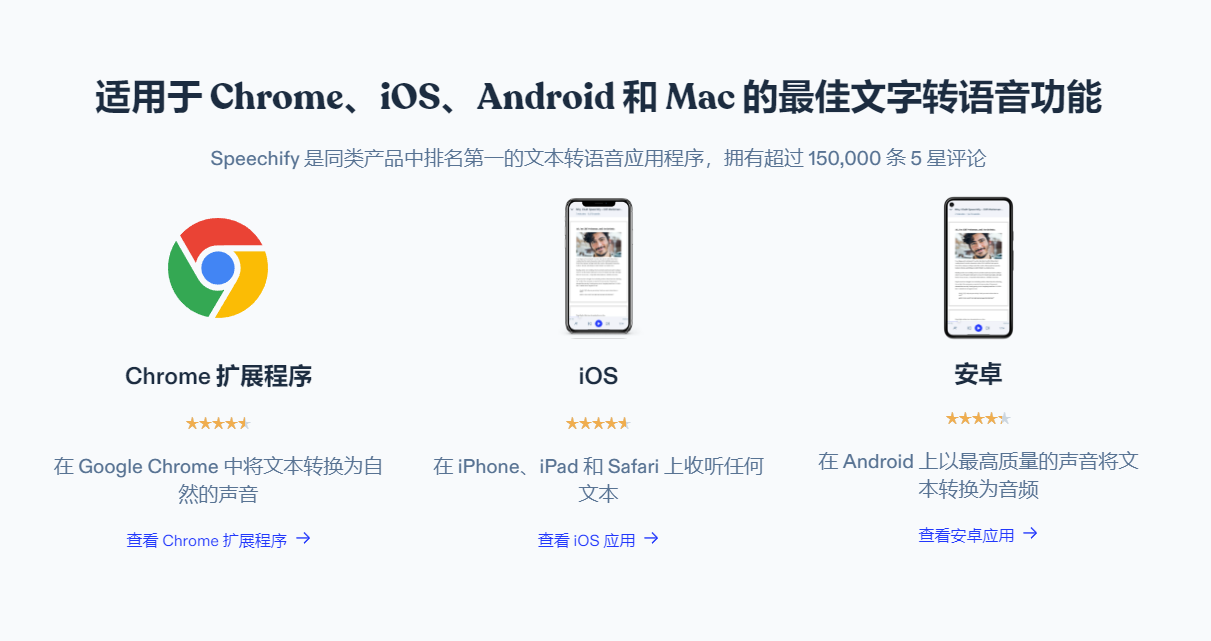 适用于 Chrome、iOS、Android 和 Mac 的最佳文字转语音功能
Speechify 是同类产品中排名第一的文本转语音应用程序，拥有超过 150,000 条 5 星评论
Chrome 扩展程序
在 Google Chrome 中将文本转换为自
然的声音
查看 Chrome 扩展程序 →
iOS
在 iPhone、iPad 和 Safari 上收听任何
文本
查看 iOS 应用 →
安卓
在 Android 上以最高质量的声音将文
本转换为音频
查看安卓应用 →